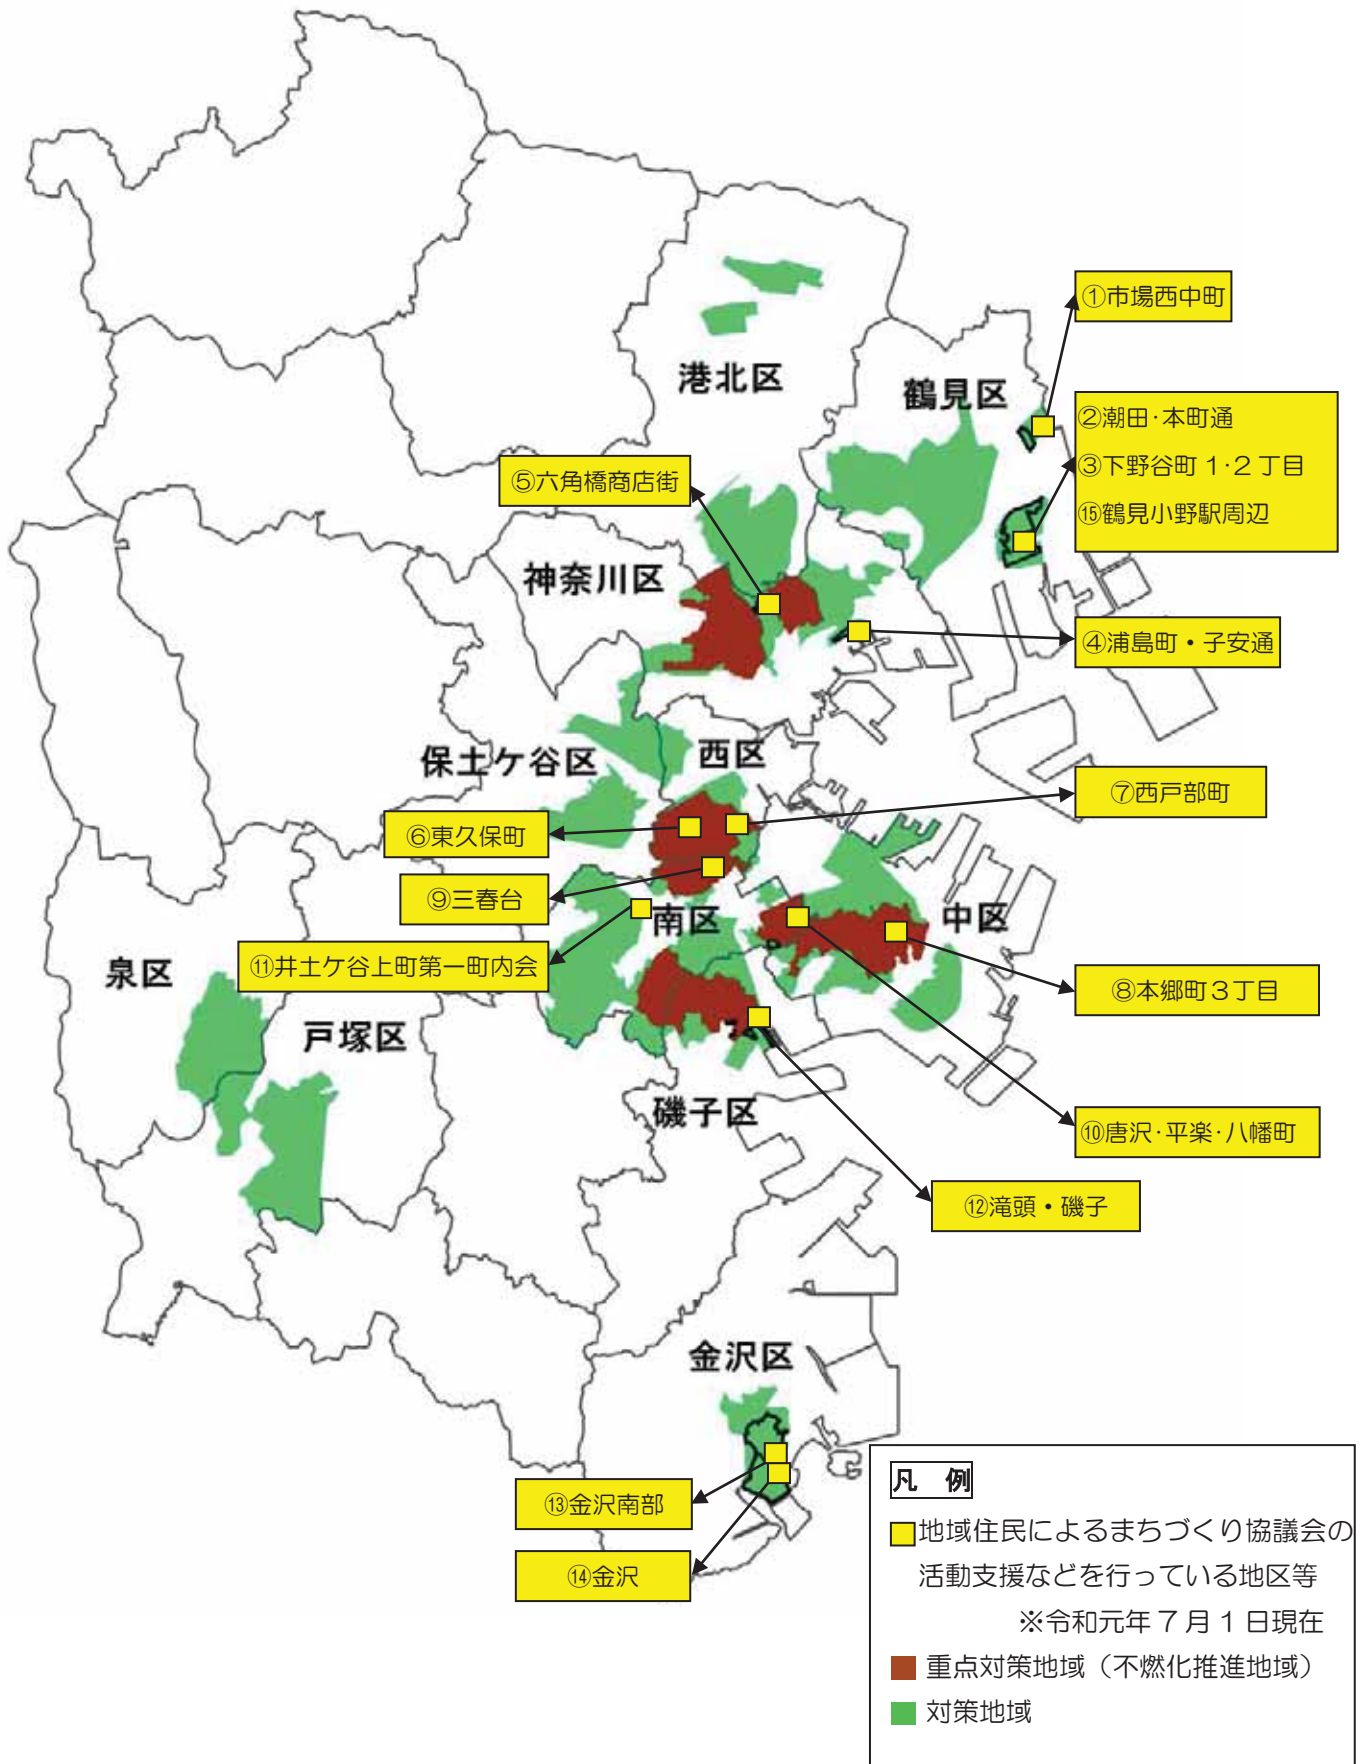 ①市場西中町
港北区
鶴見区
②潮田・本町通
③下野谷町1・2丁目
⑮鶴見小野駅周辺
⑤六角橋商店街
神奈川区
④浦島町・子安通
保土ケ谷区
西区
⑦西戸部町
⑥東久保町
⑨三春台
南区
中区
⑪井土ケ谷上町第一町内会
泉区
⑧本郷町3丁目
戸塚区
磯子区
⑩唐沢・平楽・八幡町
⑫滝頭・磯子
金沢区
⑬金沢南部
⑭金沢
凡 例
地域住民によるまちづくり協議会の
活動支援などを行っている地区等
※令和元年7月1日現在
重点対策地域（不燃化推進地域）
対策地域